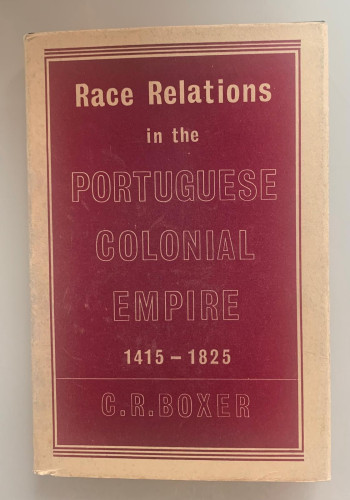 Race Relations
in the
PORTUGUESE
COLONIAL
EMPIRE
1415 – 1825
C.R.BOXER